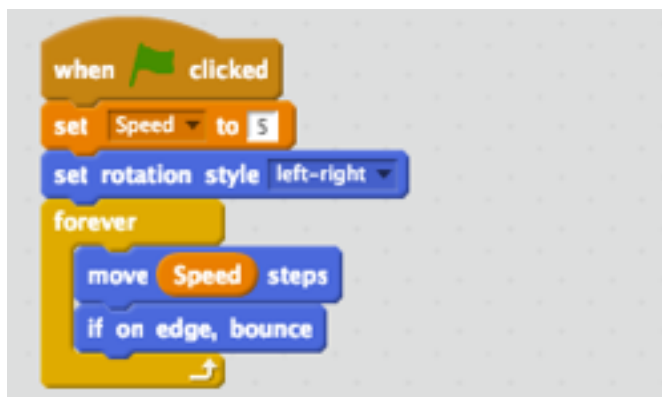 when clicked
set Speed to 5
set rotation style left-right
forever
move Speed steps
if on edge, bounce